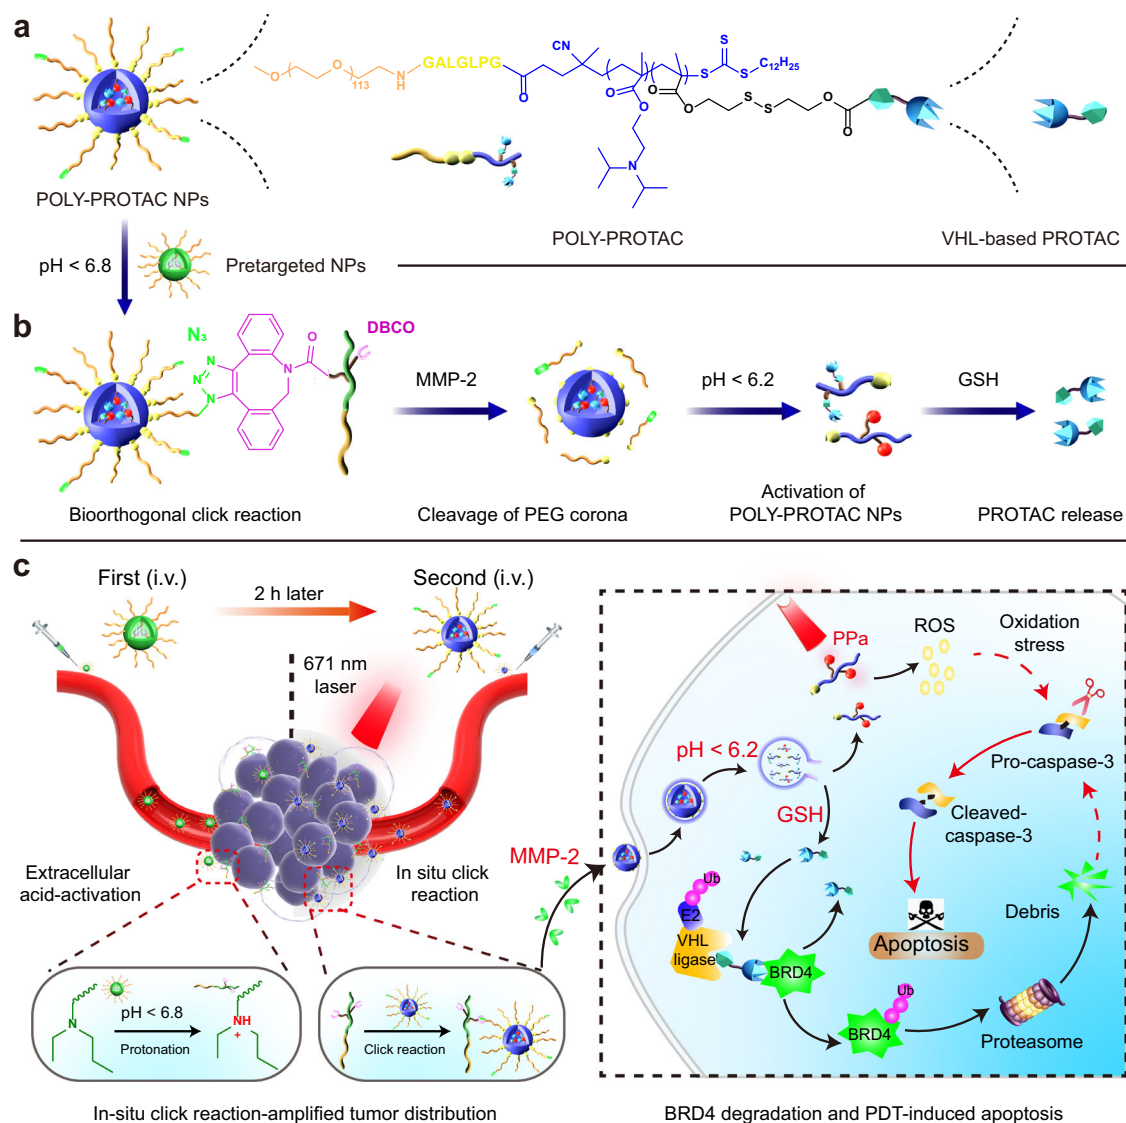 a
CN
S
GALGLPG
O
O
113
N
H
O
S
S
C12H25
O
O
O
O
S
S
O
O
N
POLY-PROTAC NPs
POLY-PROTAC
VHL-based PROTAC
pH < 6.8
Pretargeted NPs
b
N3
DBCO
O
N
N
N
N
MMP-2
pH < 6.2
GSH
Bioorthogonal click reaction
Cleavage of PEG corona
Activation of
POLY-PROTAC NPs
PROTAC release
c
First (i.v.)
2 h later
Second (i.v.)
671 nm
laser
Extracellular
acid-activation
In situ click
reaction
MMP-2
pH < 6.8
Protonation
N
NH
+
Click reaction
In-situ click reaction-amplified tumor distribution
PPa
ROS
Oxidation
stress
pH < 6.2
GSH
Pro-caspase-3
Cleaved-
caspase-3
Ub
E2
VHL
ligase
BRD4
Apoptosis
Debris
Ub
BRD4
Proteasome
BRD4 degradation and PDT-induced apoptosis